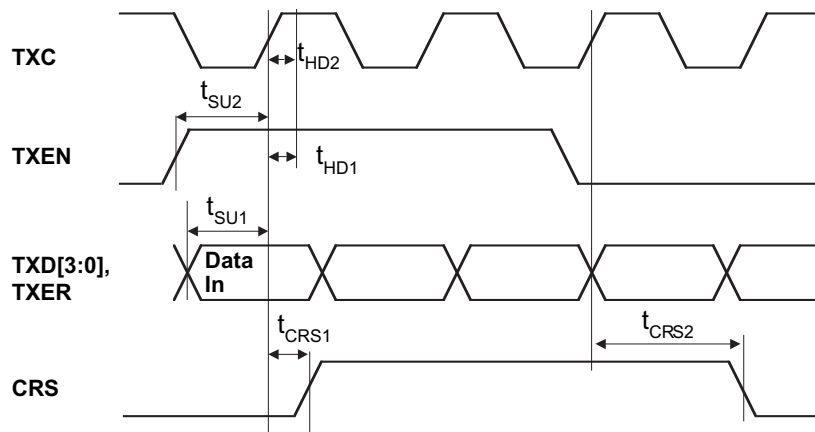 TXC
t_HD2
t_SU2
TXEN
t_HD1
t_SU1
TXD[3:0],
TXER
Data
In
t_CRS1
t_CRS2
CRS